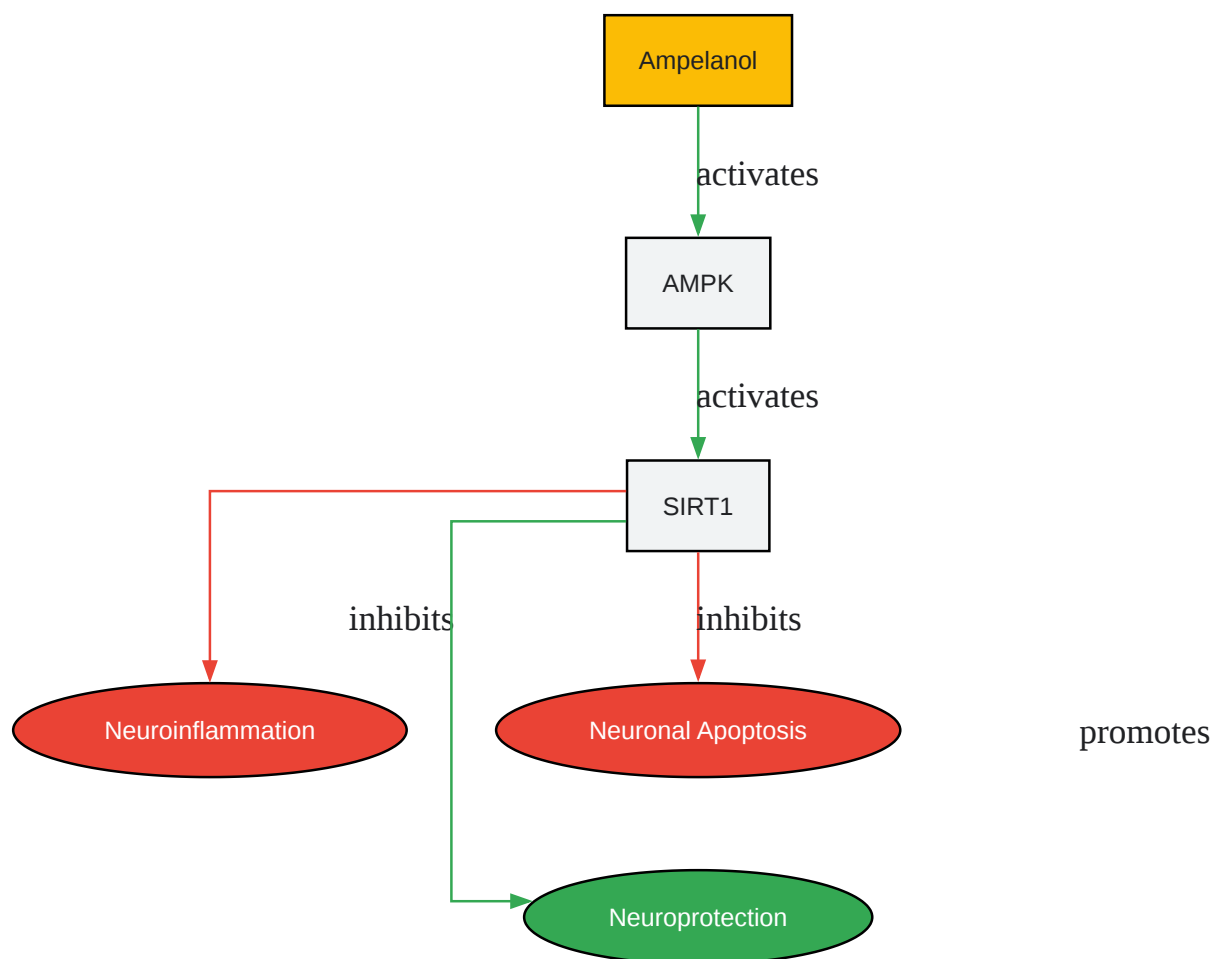 Ampelanol
activates
AMPK
activates
SIRT1
inhibits
inhibits
Neuroinflammation
Neuronal Apoptosis
promotes
Neuroprotection